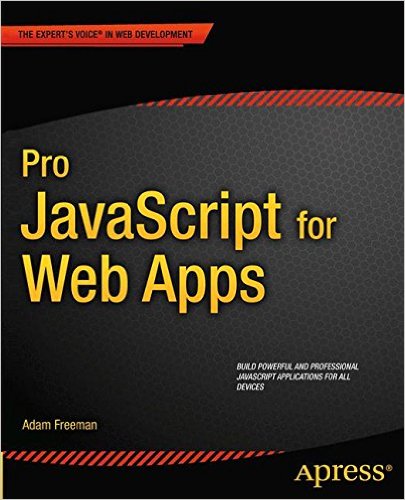 THE EXPERT'S VOICE® IN WEB DEVELOPMENT
Pro
JavaScript for
Web Apps
BUILD POWERFUL AND PROFESSIONAL
JAVASCRIPT APPLICATIONS FOR ALL
DEVICES
Adam Freeman
Apress®